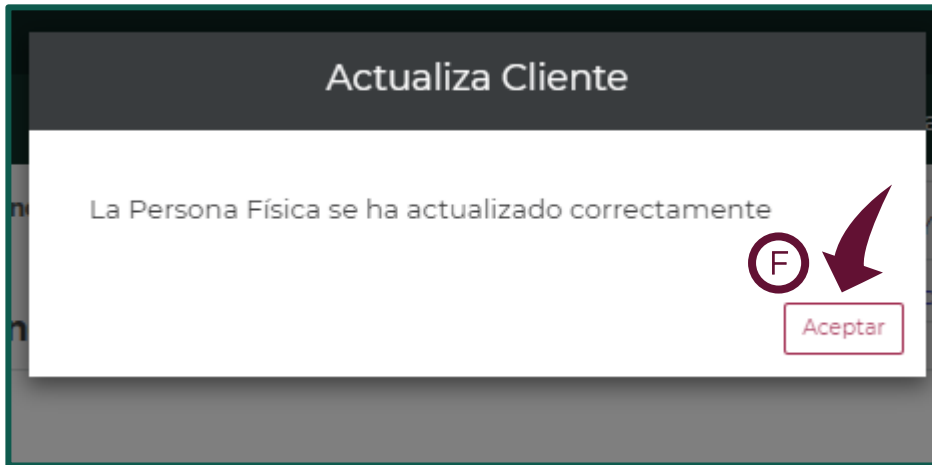 Actualiza Cliente
La Persona Física se ha actualizado correctamente
F
Aceptar